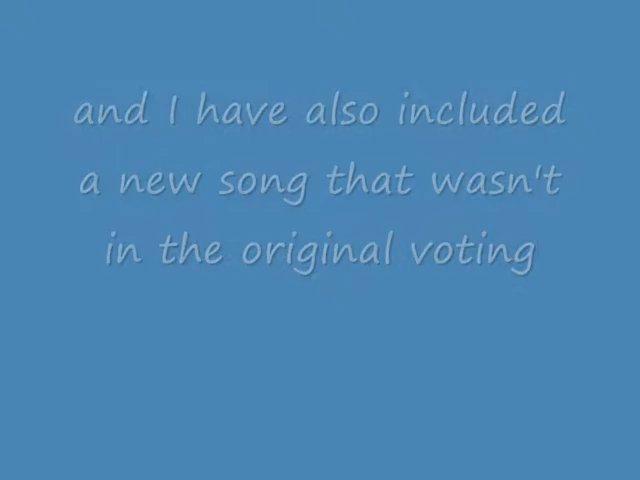 and I have also included
a new song that wasn't
in the original voting